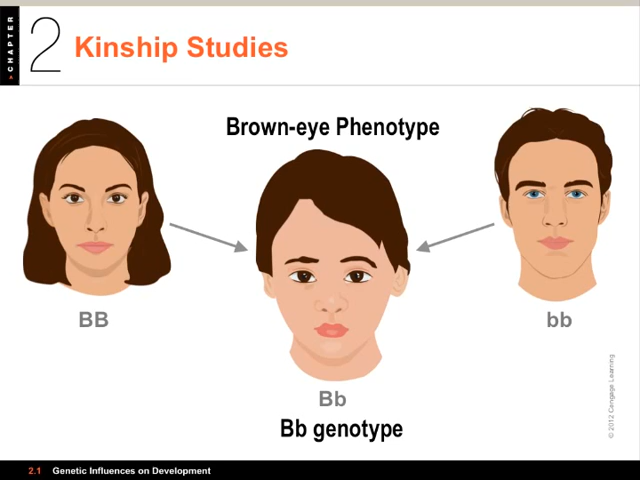 CHAPTER
2
Kinship Studies
Brown-eye Phenotype
BB
bb
Bb
Bb genotype
© 2012 Cengage Learning
2.1 Genetic Influences on Development